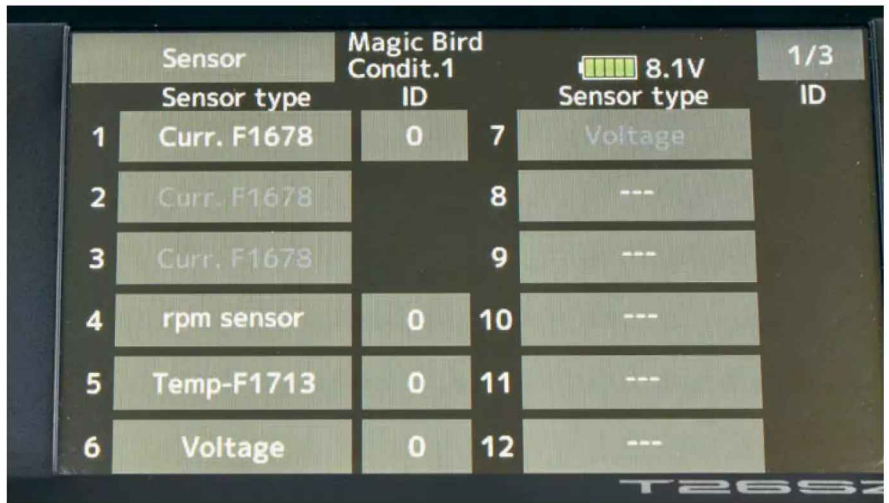 Sensor Magic Bird
Condit.1 8.1V 1/3
Sensor type ID Sensor type ID
1 Curr. F1678 0 7 Voltage
2 Curr. F1678 8 ---
3 Curr. F1678 9 ---
4 rpm sensor 0 10 ---
5 Temp-F1713 0 11 ---
6 Voltage 0 12 ---
T26SZ